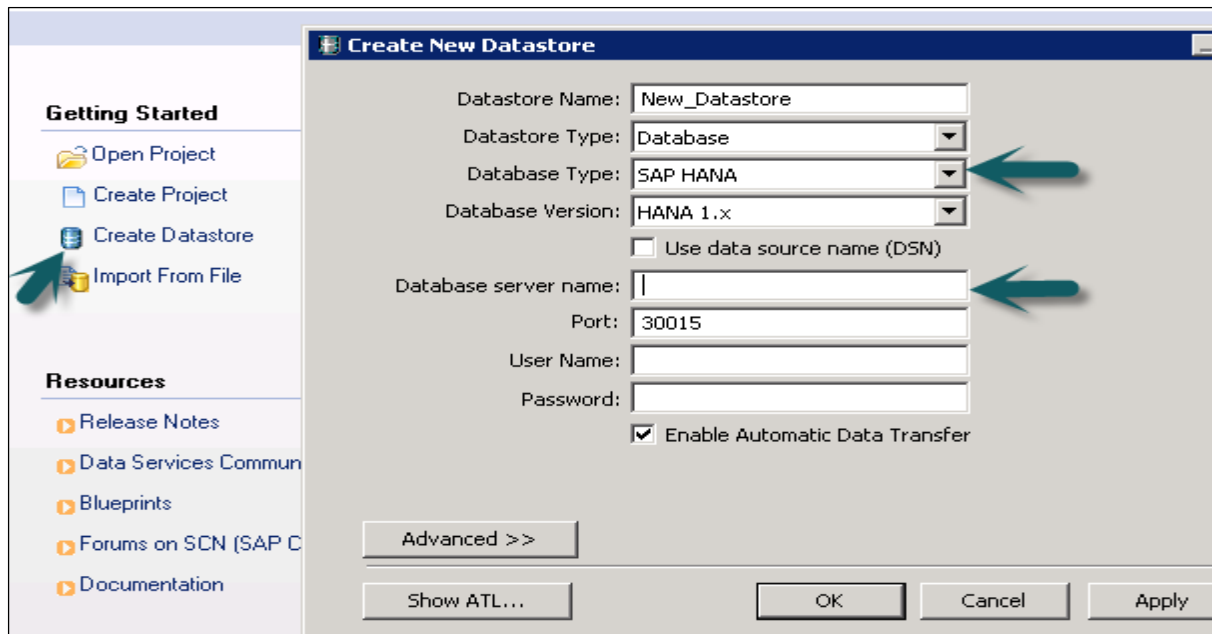 Getting Started
Open Project
Create Project
Create Datastore
Import From File
Resources
Release Notes
Data Services Commun
Blueprints
Forums on SCN (SAP C
Documentation
Create New Datastore
Datastore Name: New_Datastore
Datastore Type: Database
Database Type: SAP HANA
Database Version: HANA 1.x
Use data source name (DSN)
Database server name:
Port: 30015
User Name:
Password:
Enable Automatic Data Transfer
Advanced >>
Show ATL... OK Cancel Apply